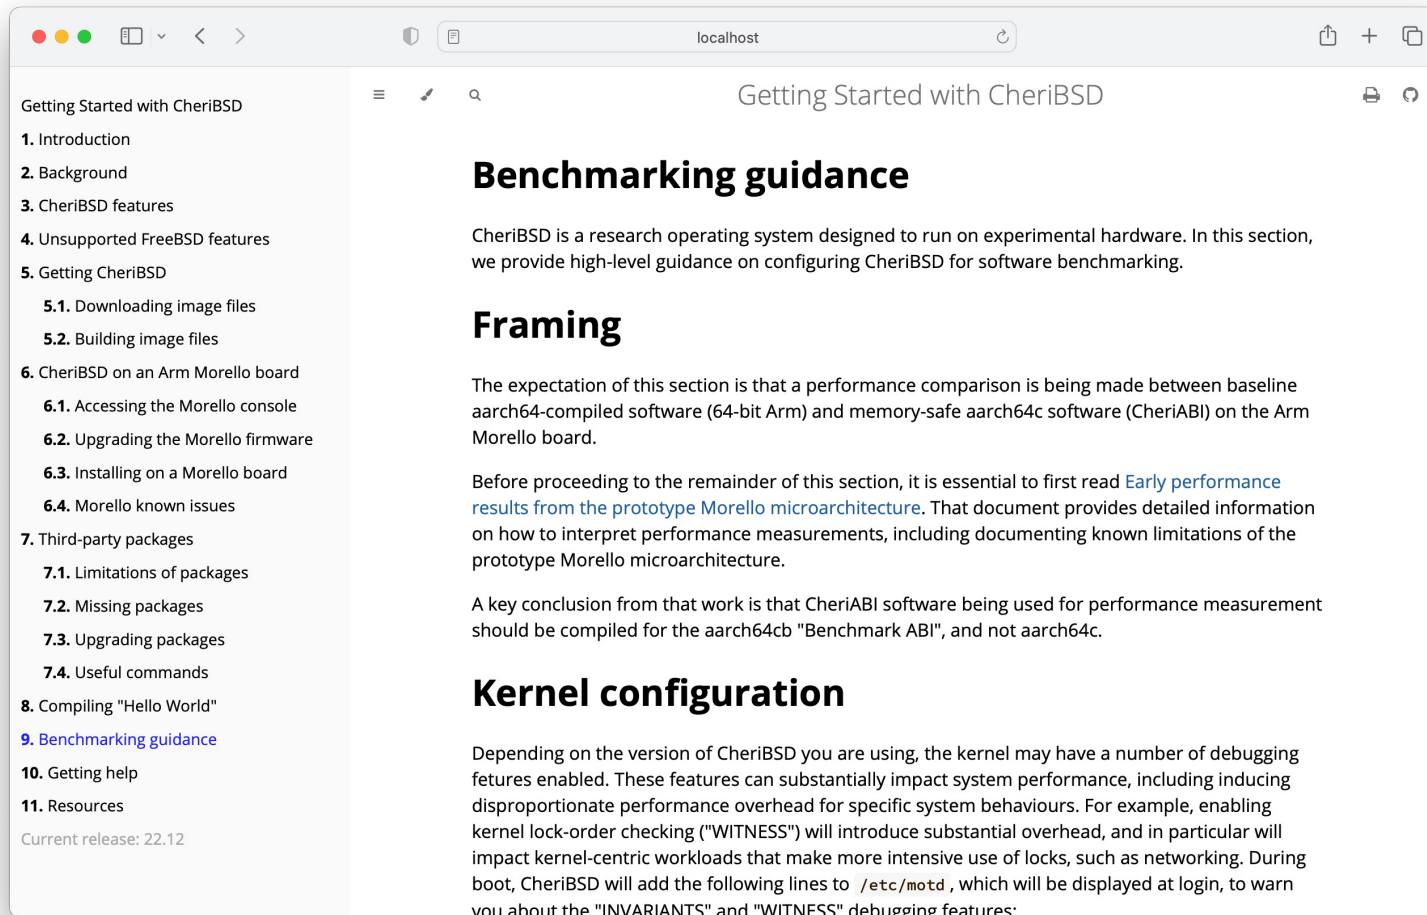 localhost
Getting Started with CheriBSD
1. Introduction
2. Background
3. CheriBSD features
4. Unsupported FreeBSD features
5. Getting CheriBSD
5.1. Downloading image files
5.2. Building image files
6. CheriBSD on an Arm Morello board
6.1. Accessing the Morello console
6.2. Upgrading the Morello firmware
6.3. Installing on a Morello board
6.4. Morello known issues
7. Third-party packages
7.1. Limitations of packages
7.2. Missing packages
7.3. Upgrading packages
7.4. Useful commands
8. Compiling "Hello World"
9. Benchmarking guidance
10. Getting help
11. Resources
Current release: 22.12
Getting Started with CheriBSD
Benchmarking guidance
CheriBSD is a research operating system designed to run on experimental hardware. In this section,
we provide high-level guidance on configuring CheriBSD for software benchmarking.
Framing
The expectation of this section is that a performance comparison is being made between baseline
aarch64-compiled software (64-bit Arm) and memory-safe aarch64c software (CheriABI) on the Arm
Morello board.
Before proceeding to the remainder of this section, it is essential to first read Early performance
results from the prototype Morello microarchitecture. That document provides detailed information
on how to interpret performance measurements, including documenting known limitations of the
prototype Morello microarchitecture.
A key conclusion from that work is that CheriABI software being used for performance measurement
should be compiled for the aarch64cb "Benchmark ABI", and not aarch64c.
Kernel configuration
Depending on the version of CheriBSD you are using, the kernel may have a number of debugging
fetures enabled. These features can substantially impact system performance, including inducing
disproportionate performance overhead for specific system behaviours. For example, enabling
kernel lock-order checking ("WITNESS") will introduce substantial overhead, and in particular will
impact kernel-centric workloads that make more intensive use of locks, such as networking. During
boot, CheriBSD will add the following lines to /etc/motd, which will be displayed at login, to warn
you about the "INVARIANTS" and "WITNESS" debugging features: